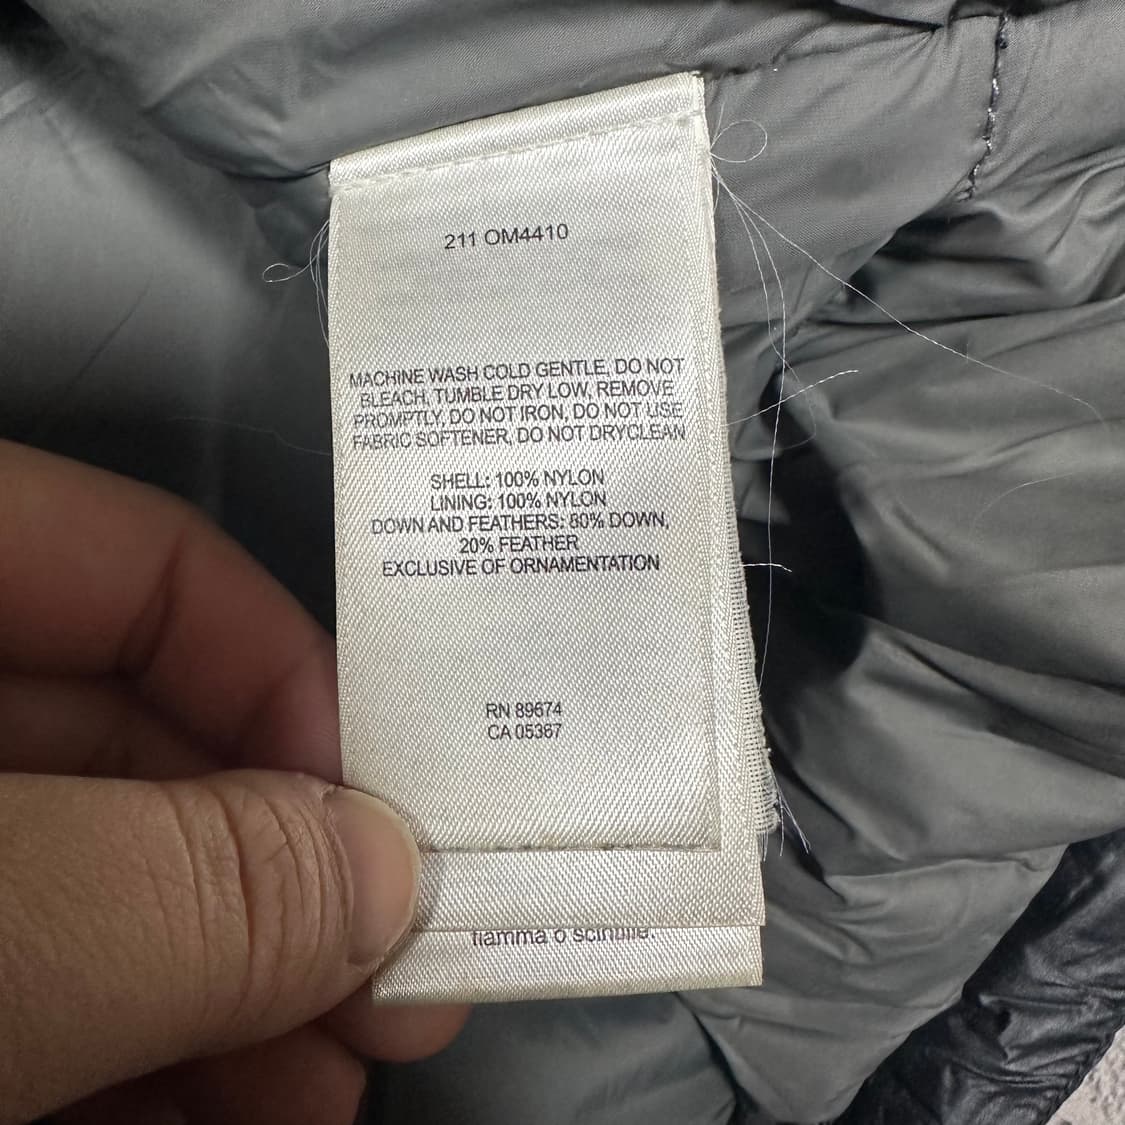 211 OM4410
MACHINE WASH COLD GENTLE, DO NOT
BLEACH, TUMBLE DRY LOW, REMOVE
PROMPTLY, DO NOT IRON, DO NOT USE
FABRIC SOFTENER, DO NOT DRYCLEAN
SHELL: 100% NYLON
LINING: 100% NYLON
DOWN AND FEATHERS: 80% DOWN,
20% FEATHER
EXCLUSIVE OF ORNAMENTATION
RN 89674
CA 05367
fiamma o scintille.